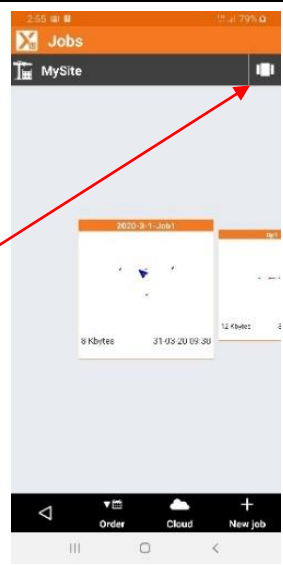 2:55 79%
Jobs
MySite
2020-3-1-Job1
8 Kbytes 31-03-20 09:30
12 Kbytes
Order Cloud New job